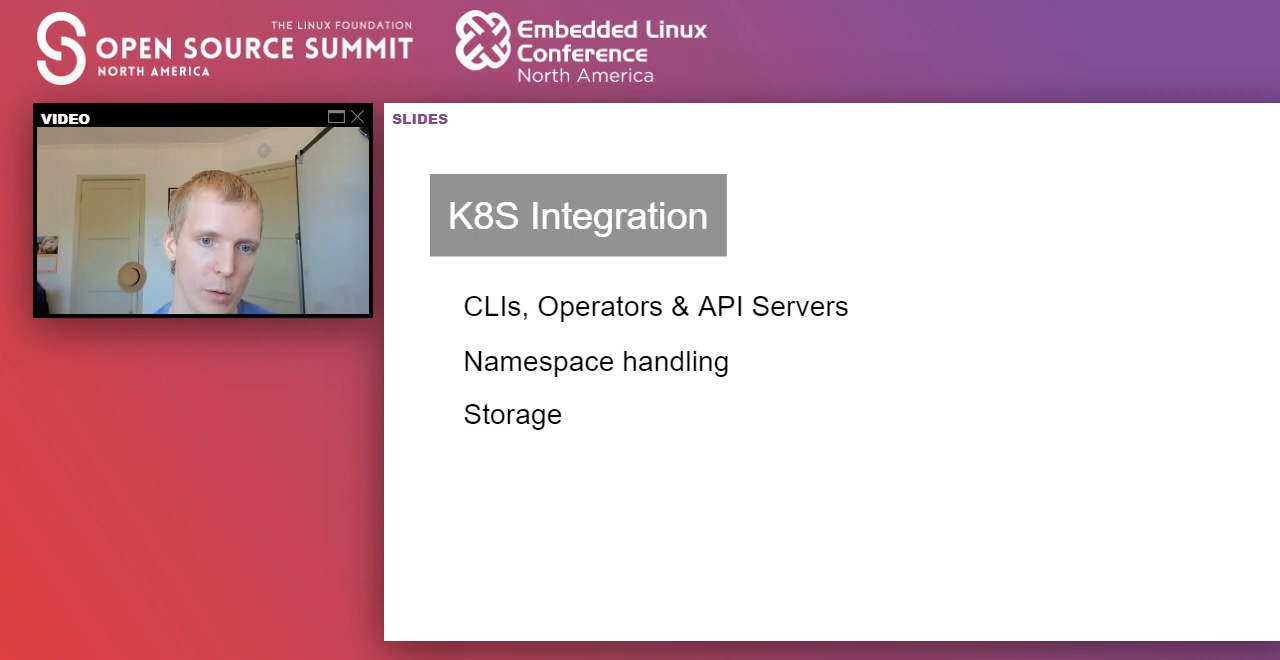 THE LINUX FOUNDATION
OPEN SOURCE SUMMIT
NORTH AMERICA
Embedded Linux
Conference
North America
VIDEO
SLIDES
K8S Integration
CLIs, Operators & API Servers
Namespace handling
Storage